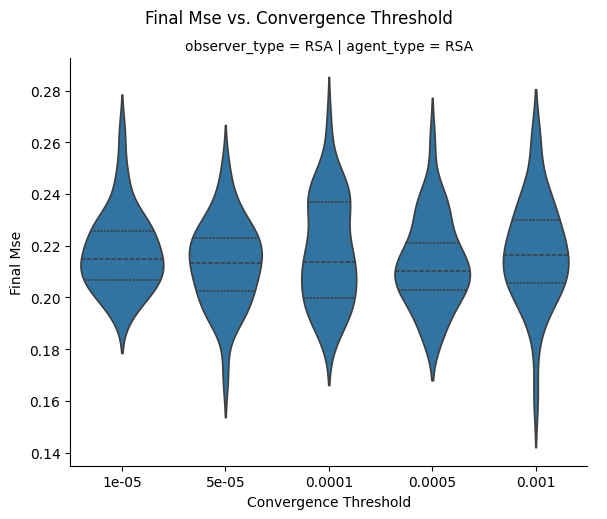 Final Mse vs. Convergence Threshold
observer_type = RSA | agent_type = RSA
0.28
0.26
0.24
0.22
0.20
0.18
0.16
0.14
Final Mse
1e-05 5e-05 0.0001 0.0005 0.001
Convergence Threshold